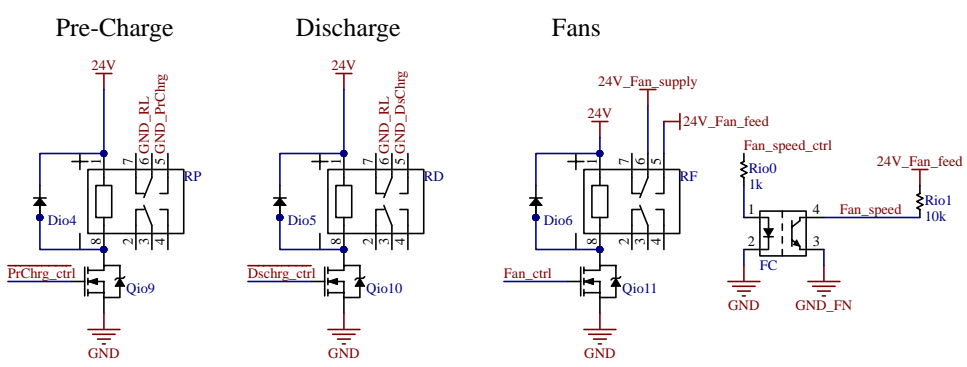 Pre-Charge
Discharge
Fans
24V
GND_RL
GND_PrChrg
1
7
6
5
RP
Dio4
8
2
3
4
PrChrg_ctrl
Qio9
GND
24V
GND_RL
GND_DsChrg
1
7
6
5
RD
Dio5
8
2
3
4
Dschrg_ctrl
Qio10
GND
24V_Fan_supply
24V
24V_Fan_feed
1
7
6
5
RF
Dio6
8
2
3
4
Fan_ctrl
Qio11
GND
Fan_speed_ctrl
Rio0
1k
24V_Fan_feed
Rio1
10k
Fan_speed
1
4
2
3
FC
GND
GND_FN